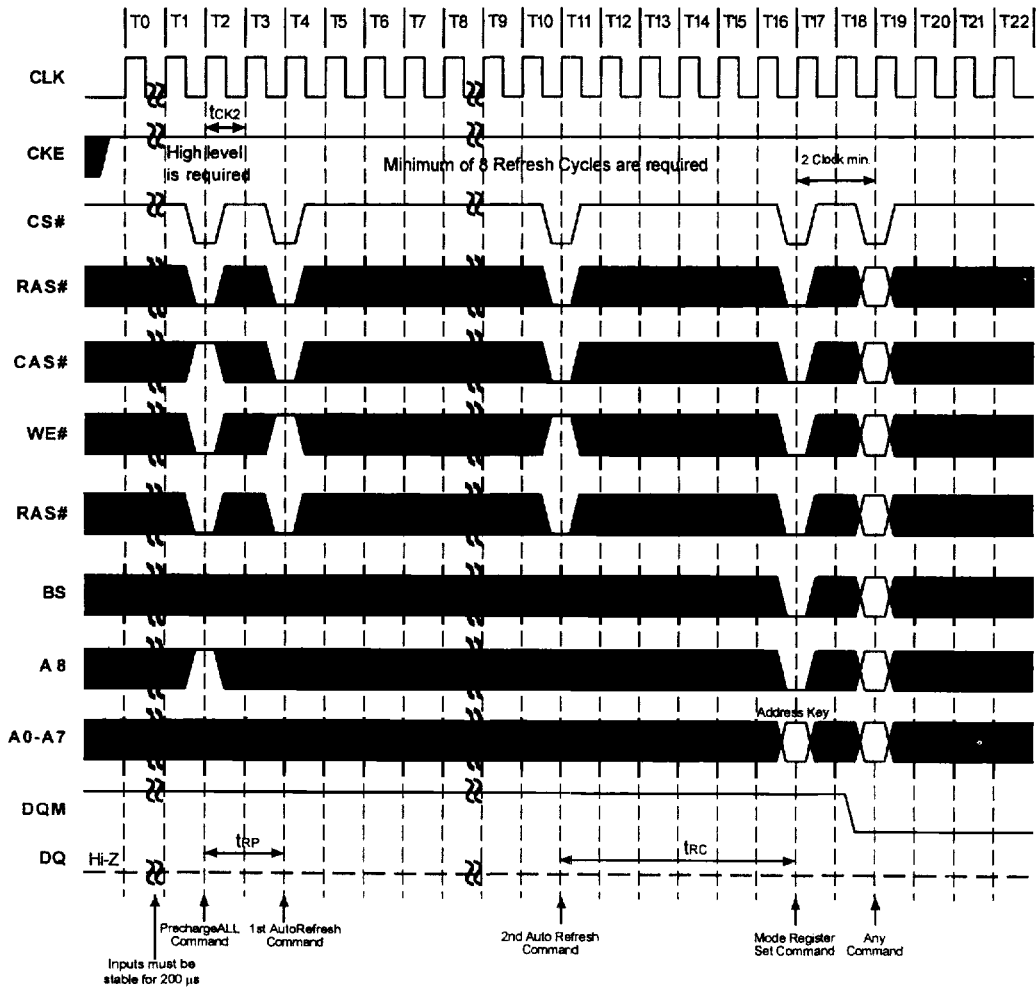 T0 T1 T2 T3 T4 T5 T6 T7 T8 T9 T10 T11 T12 T13 T14 T15 T16 T17 T18 T19 T20 T21 T22
CLK
tCK2
CKE
High level
is required
Minimum of 8 Refresh Cycles are required
2 Clock min.
CS#
RAS#
CAS#
WE#
RAS#
BS
A8
Address Key
A0-A7
DQM
tRP
tRC
DQ
Hi-Z
PrechargeALL
Command
1st AutoRefresh
Command
2nd Auto Refresh
Command
Mode Register
Set Command
Any
Command
Inputs must be
stable for 200 µs